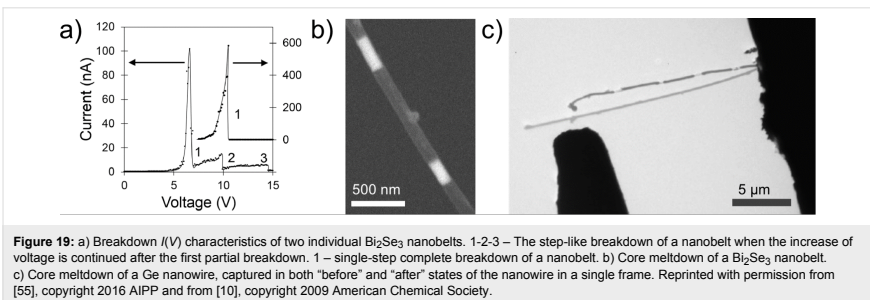 a)
120
100
80
60
40
20
0
Current (nA)
0 5 10 15
Voltage (V)
600
400
200
0
1
1 2 3
b)
500 nm
c)
5 µm
Figure 19: a) Breakdown I(V) characteristics of two individual Bi₂Se₃ nanobelts. 1-2-3 – The step-like breakdown of a nanobelt when the increase of
voltage is continued after the first partial breakdown. 1 – single-step complete breakdown of a nanobelt. b) Core meltdown of a Bi₂Se₃ nanobelt.
c) Core meltdown of a Ge nanowire, captured in both “before” and “after” states of the nanowire in a single frame. Reprinted with permission from
[55], copyright 2016 AIPP and from [10], copyright 2009 American Chemical Society.